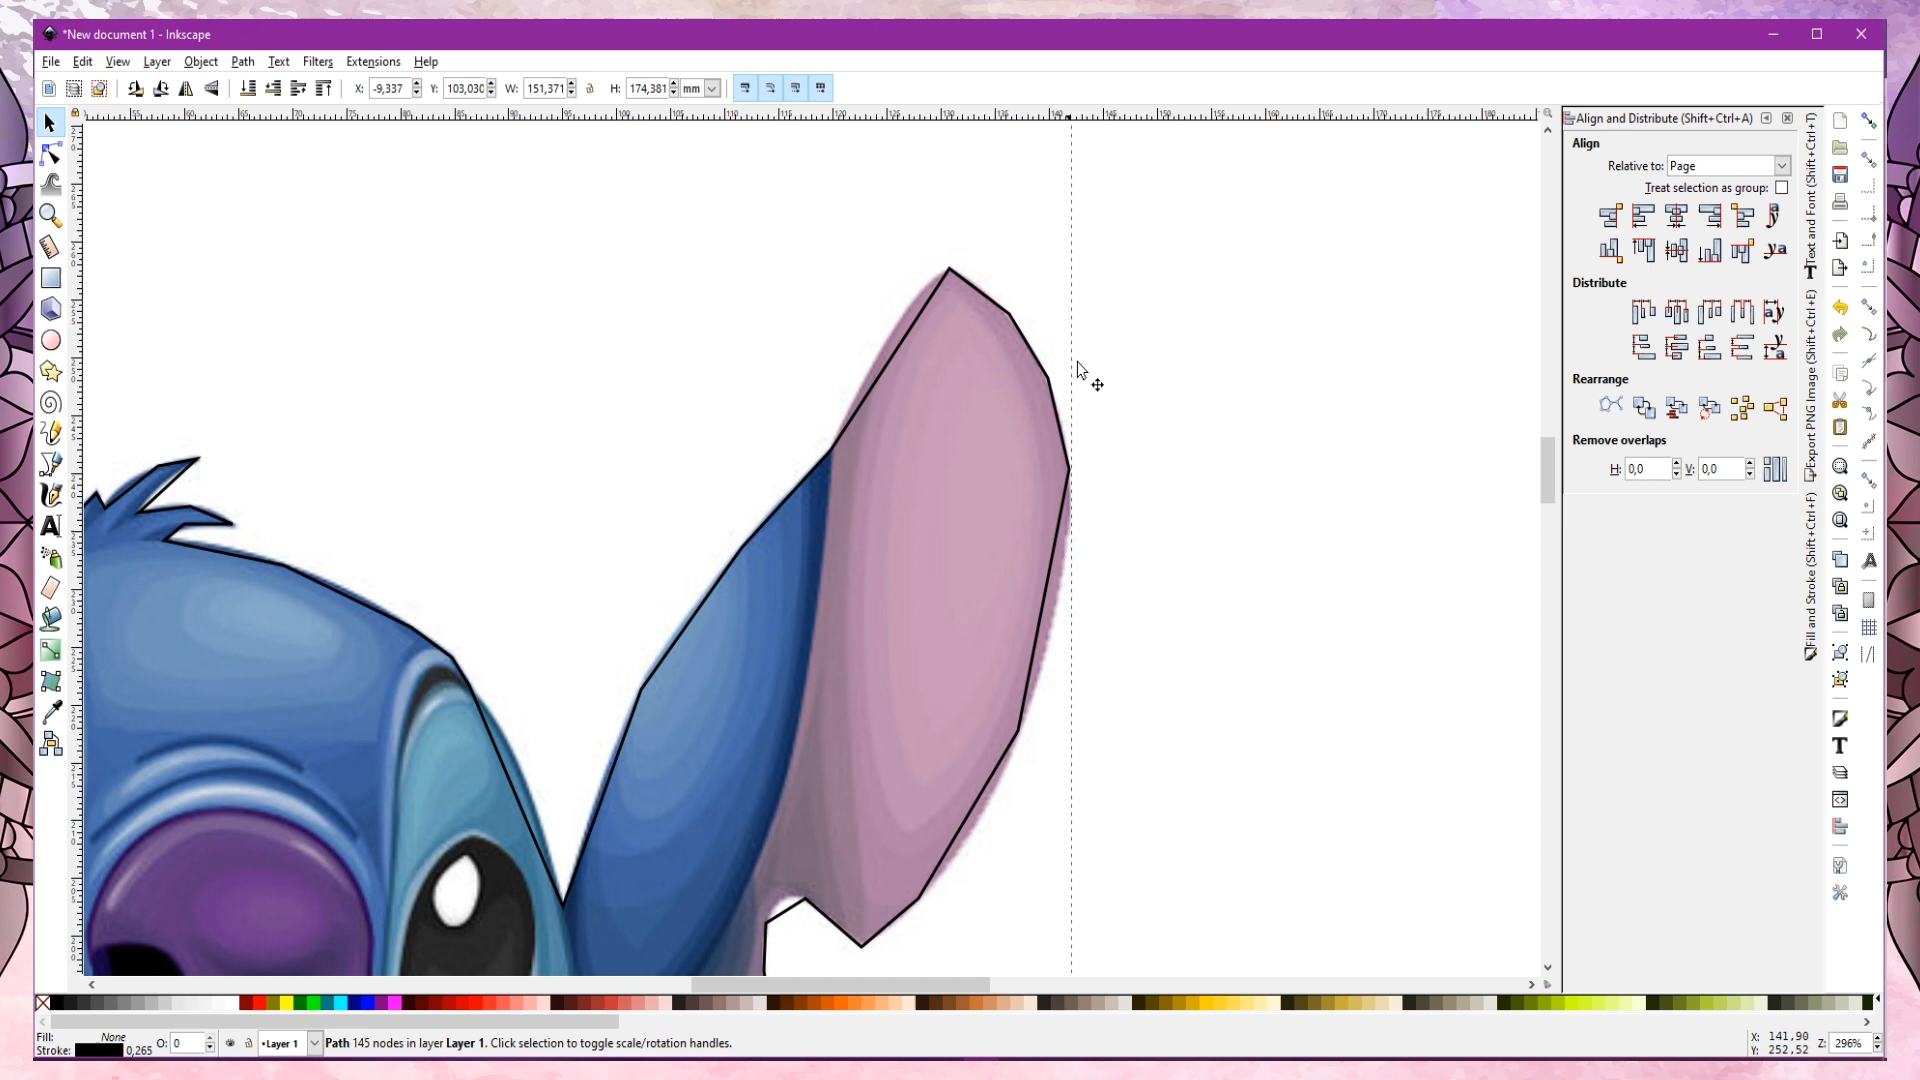 *New document 1 - Inkscape
File Edit View Layer Object Path Text Filters Extensions Help
X: -9,337 Y: 103,030 W: 151,371 H: 174,381 mm
Align and Distribute (Shift+Ctrl+A)
Align
Relative to: Page
Treat selection as group:
Distribute
Rearrange
Remove overlaps
H: 0,0 V: 0,0
Text and Font (Shift+Ctrl+T)
Export PNG Image (Shift+Ctrl+E)
Fill and Stroke (Shift+Ctrl+F)
Fill: None
Stroke: 0,265
O: 0
•Layer 1
Path 145 nodes in layer Layer 1. Click selection to toggle scale/rotation handles.
X: 141,90
Y: 252,52
Z: 296%